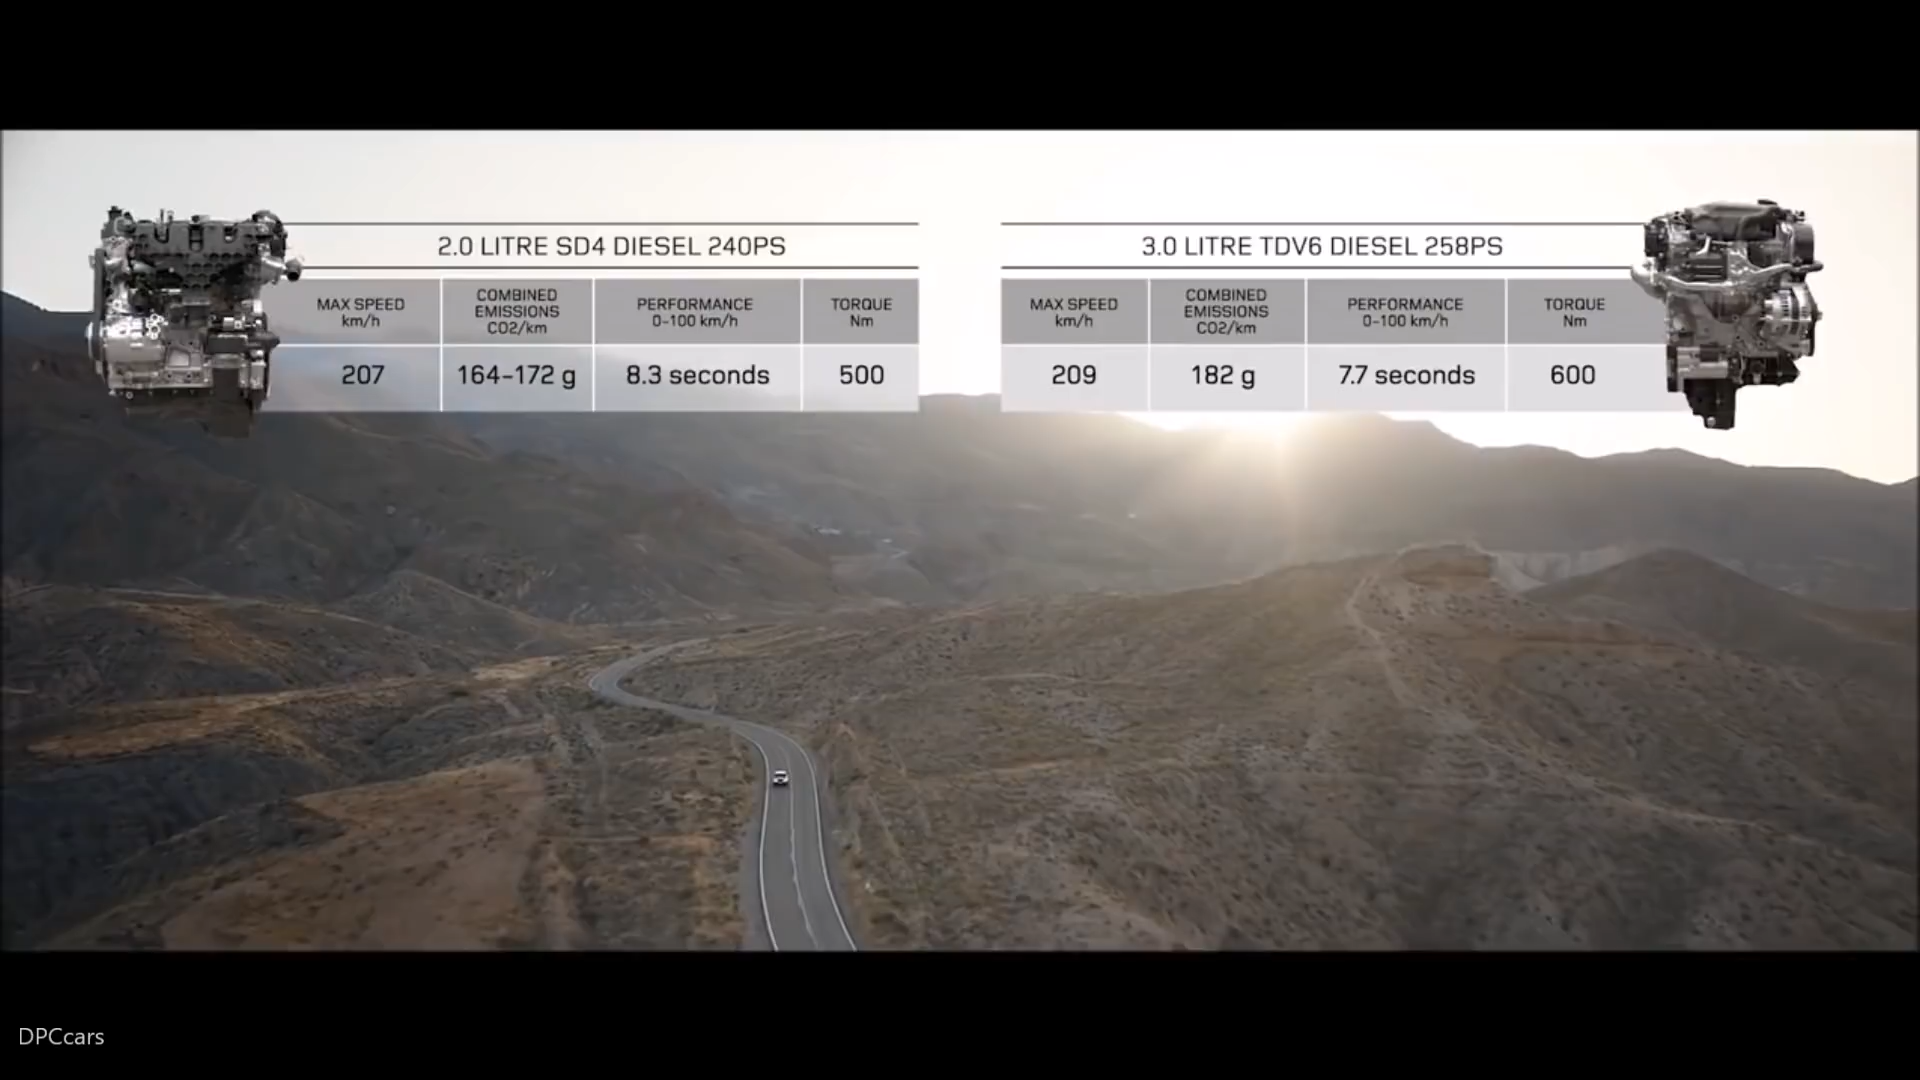 2.0 LITRE SD4 DIESEL 240PS
MAX SPEED
km/h
COMBINED
EMISSIONS
CO2/km
PERFORMANCE
0-100 km/h
TORQUE
Nm
207
164-172 g
8.3 seconds
500
3.0 LITRE TDV6 DIESEL 258PS
MAX SPEED
km/h
COMBINED
EMISSIONS
CO2/km
PERFORMANCE
0-100 km/h
TORQUE
Nm
209
182 g
7.7 seconds
600
DPCcars